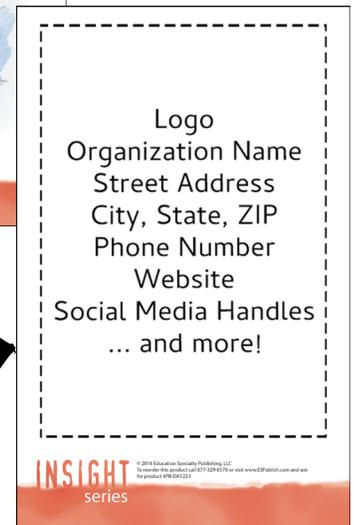 Logo
Organization Name
Street Address
City, State, ZIP
Phone Number
Website
Social Media Handles
... and more!
INSIGHT
series
© 2016 Education Specialty Publishing, LLC
To reorder this product call 877-329-0578 or visit www.ESPublish.com and ask
for product #PB-DA122-I